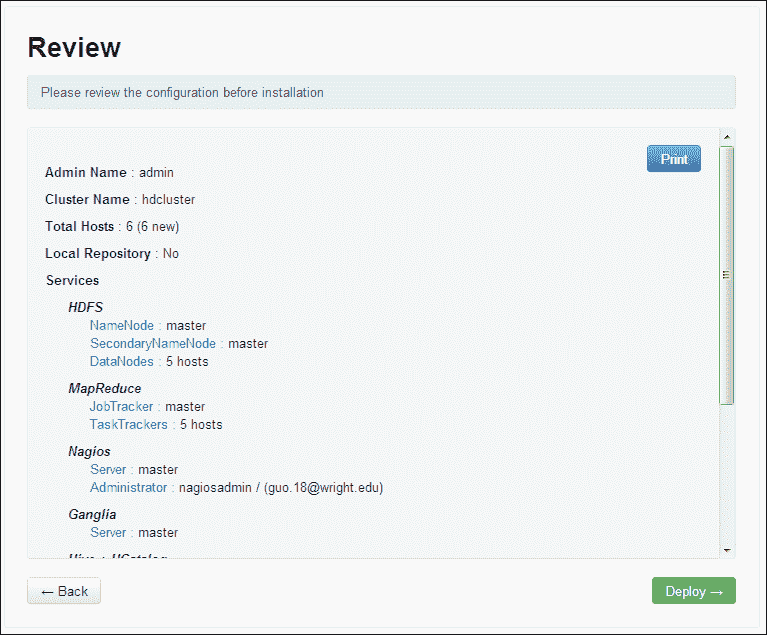 Review
Please review the configuration before installation
Print
Admin Name : admin
Cluster Name : hdcluster
Total Hosts : 6 (6 new)
Local Repository : No
Services
HDFS
NameNode : master
SecondaryNameNode : master
DataNodes : 5 hosts
MapReduce
JobTracker : master
TaskTrackers : 5 hosts
Nagios
Server : master
Administrator : nagiosadmin / (guo.18@wright.edu)
Ganglia
Server : master
Hive + HCatalog
← Back
Deploy →